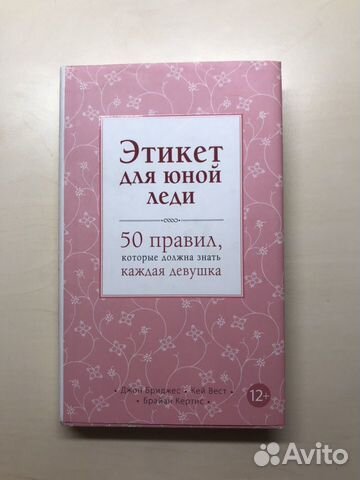 Этикет
для юной
леди
50 правил,
которые должна знать
каждая девушка
• Джон Бриджес • Кей Вест •
• Брайан Кертис •
12+
Avito